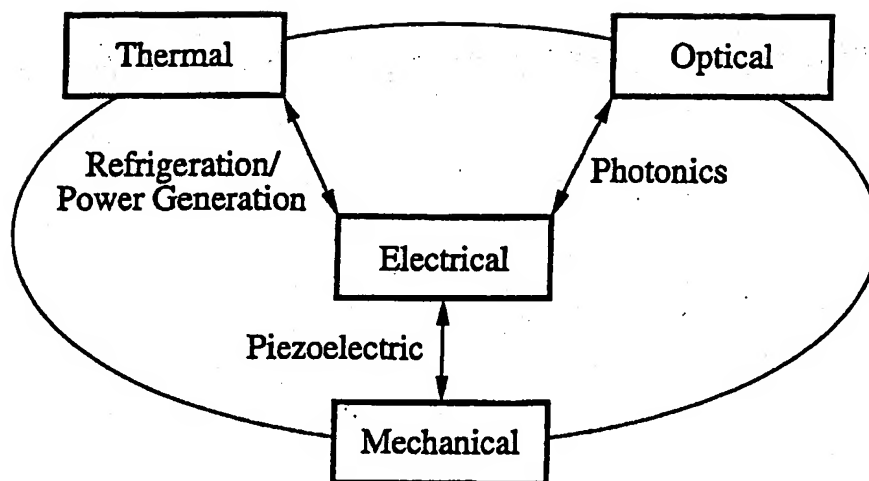 Thermal
Optical
Refrigeration/
Power Generation
Photonics
Electrical
Piezoelectric
Mechanical